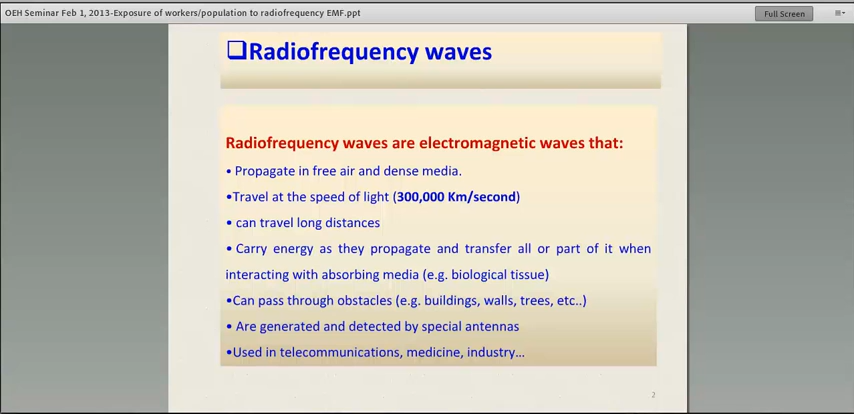 OEH Seminar Feb 1, 2013-Exposure of workers/population to radiofrequency EMF.ppt
Full Screen
❑Radiofrequency waves
Radiofrequency waves are electromagnetic waves that:
• Propagate in free air and dense media.
•Travel at the speed of light (300,000 Km/second)
• can travel long distances
• Carry energy as they propagate and transfer all or part of it when
interacting with absorbing media (e.g. biological tissue)
•Can pass through obstacles (e.g. buildings, walls, trees, etc..)
• Are generated and detected by special antennas
•Used in telecommunications, medicine, industry...
2